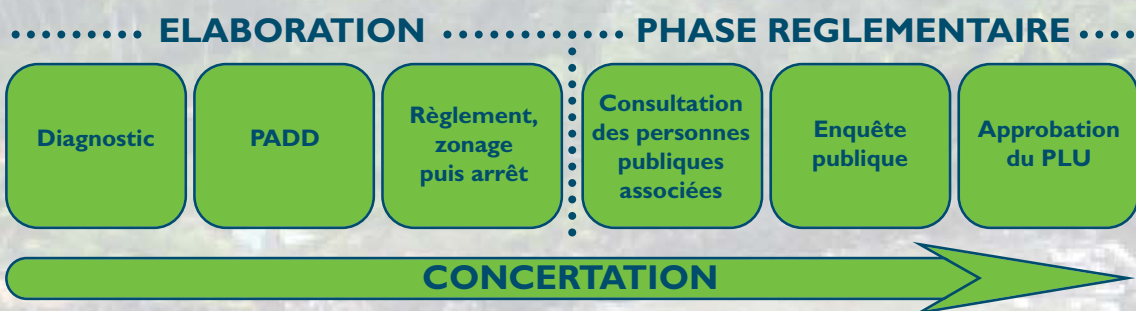 ELABORATION
PHASE REGLEMENTAIRE
Diagnostic
PADD
Règlement,
zonage
puis arrêt
Consultation
des personnes
publiques
associées
Enquête
publique
Approbation
du PLU
CONCERTATION